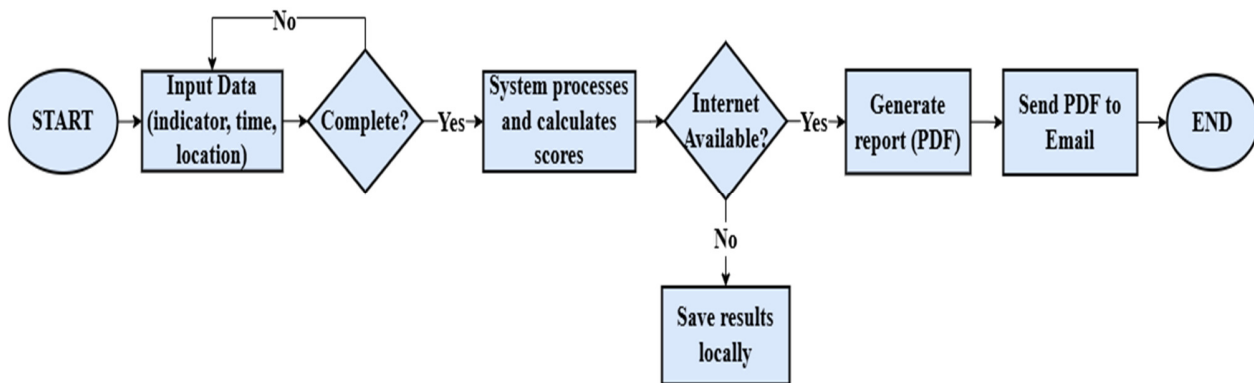 No
START
Input Data
(indicator, time,
location)
Complete?
Yes
System processes
and calculates
scores
Internet
Available?
Yes
Generate
report (PDF)
Send PDF to
Email
END
No
Save results
locally